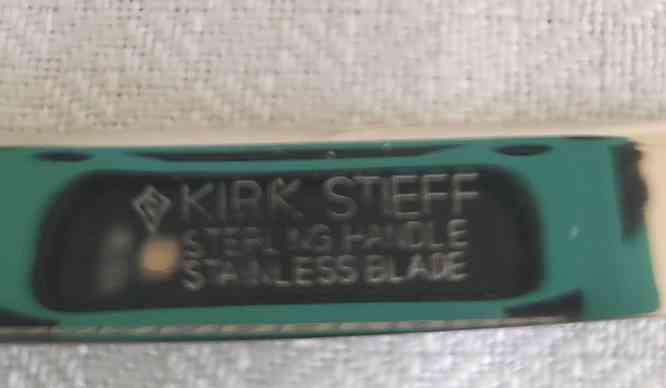 KIRK STIEFF
STERLING HANDLE
STAINLESS BLADE